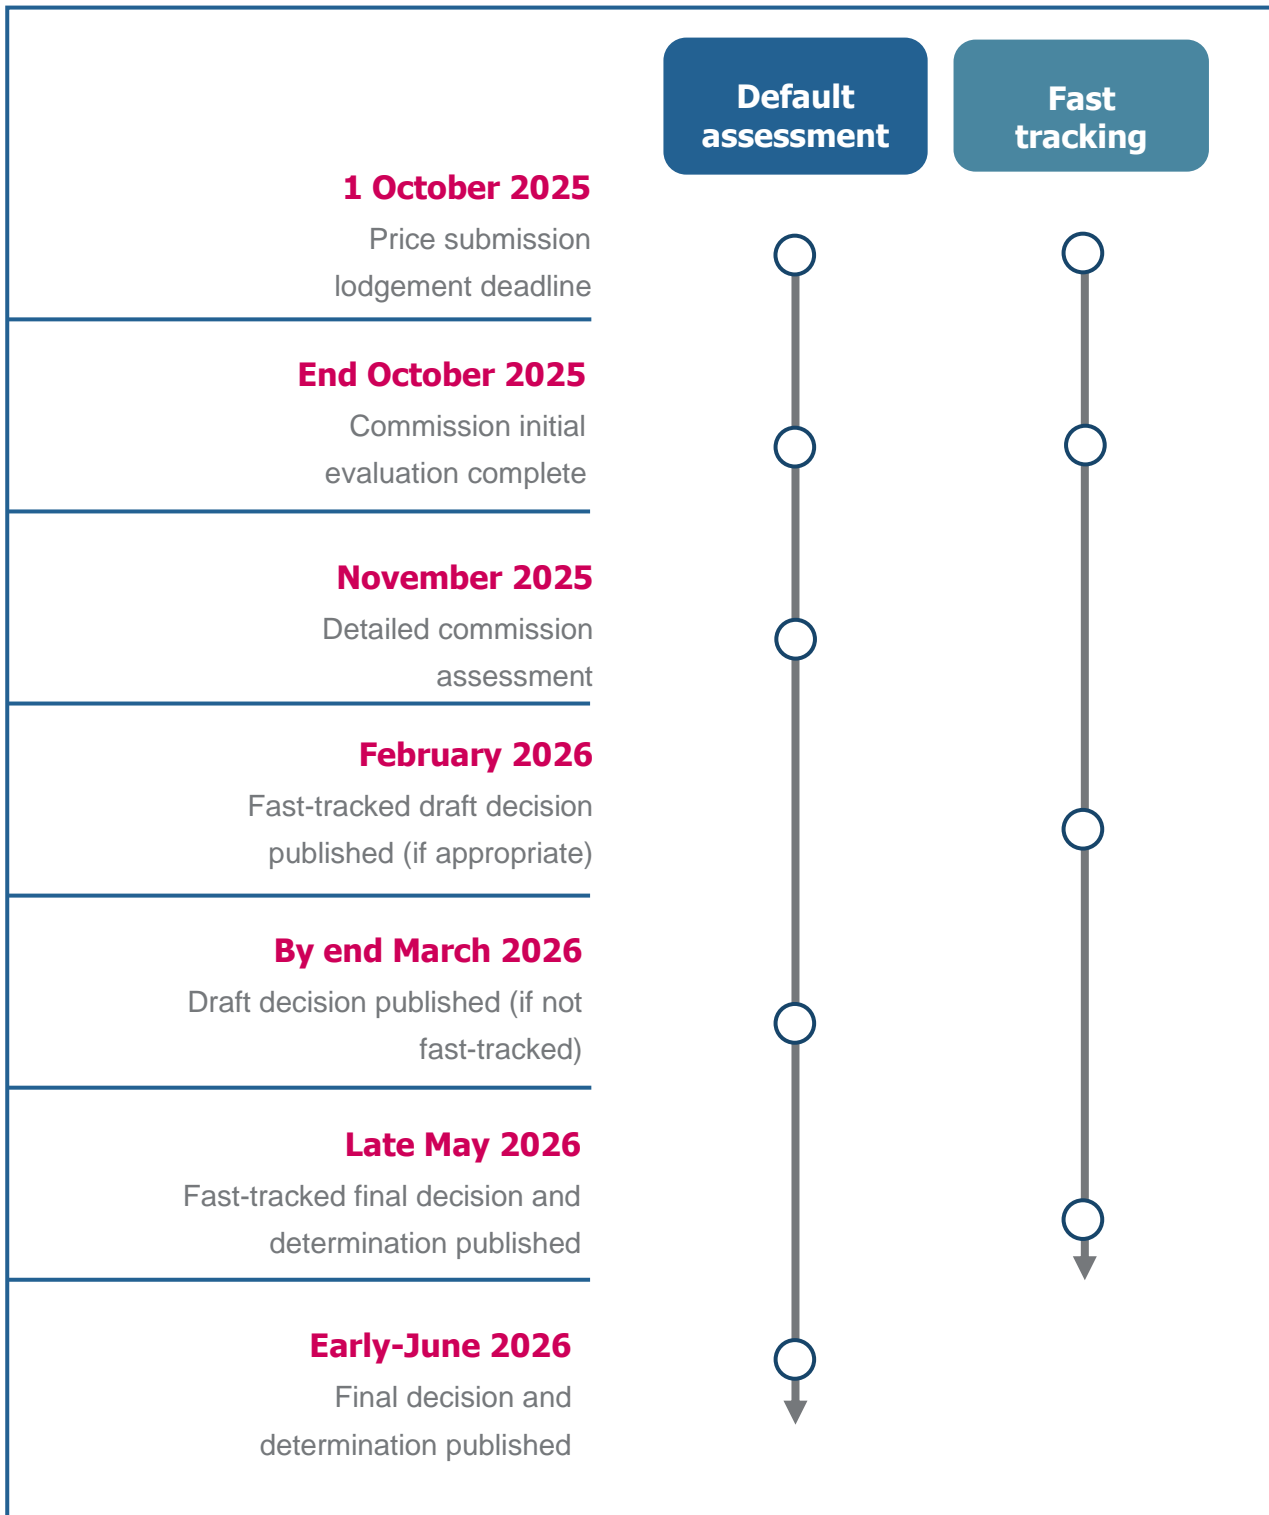 Default
assessment
Fast
tracking
1 October 2025
Price submission
lodgement deadline
End October 2025
Commission initial
evaluation complete
November 2025
Detailed commission
assessment
February 2026
Fast-tracked draft decision
published (if appropriate)
By end March 2026
Draft decision published (if not
fast-tracked)
Late May 2026
Fast-tracked final decision and
determination published
Early-June 2026
Final decision and
determination published